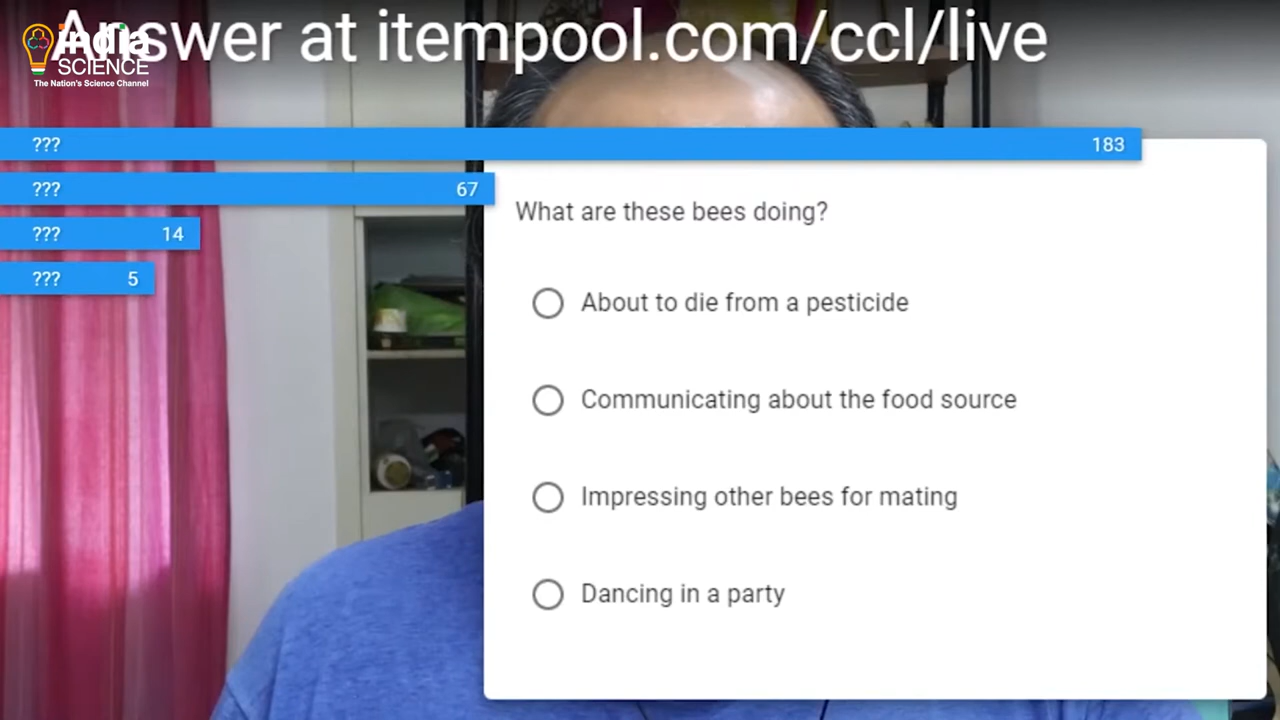 Answer at itempool.com/ccl/live
india
SCIENCE
The Nation's Science Channel
??? 183
??? 67
??? 14
??? 5
What are these bees doing?
About to die from a pesticide
Communicating about the food source
Impressing other bees for mating
Dancing in a party